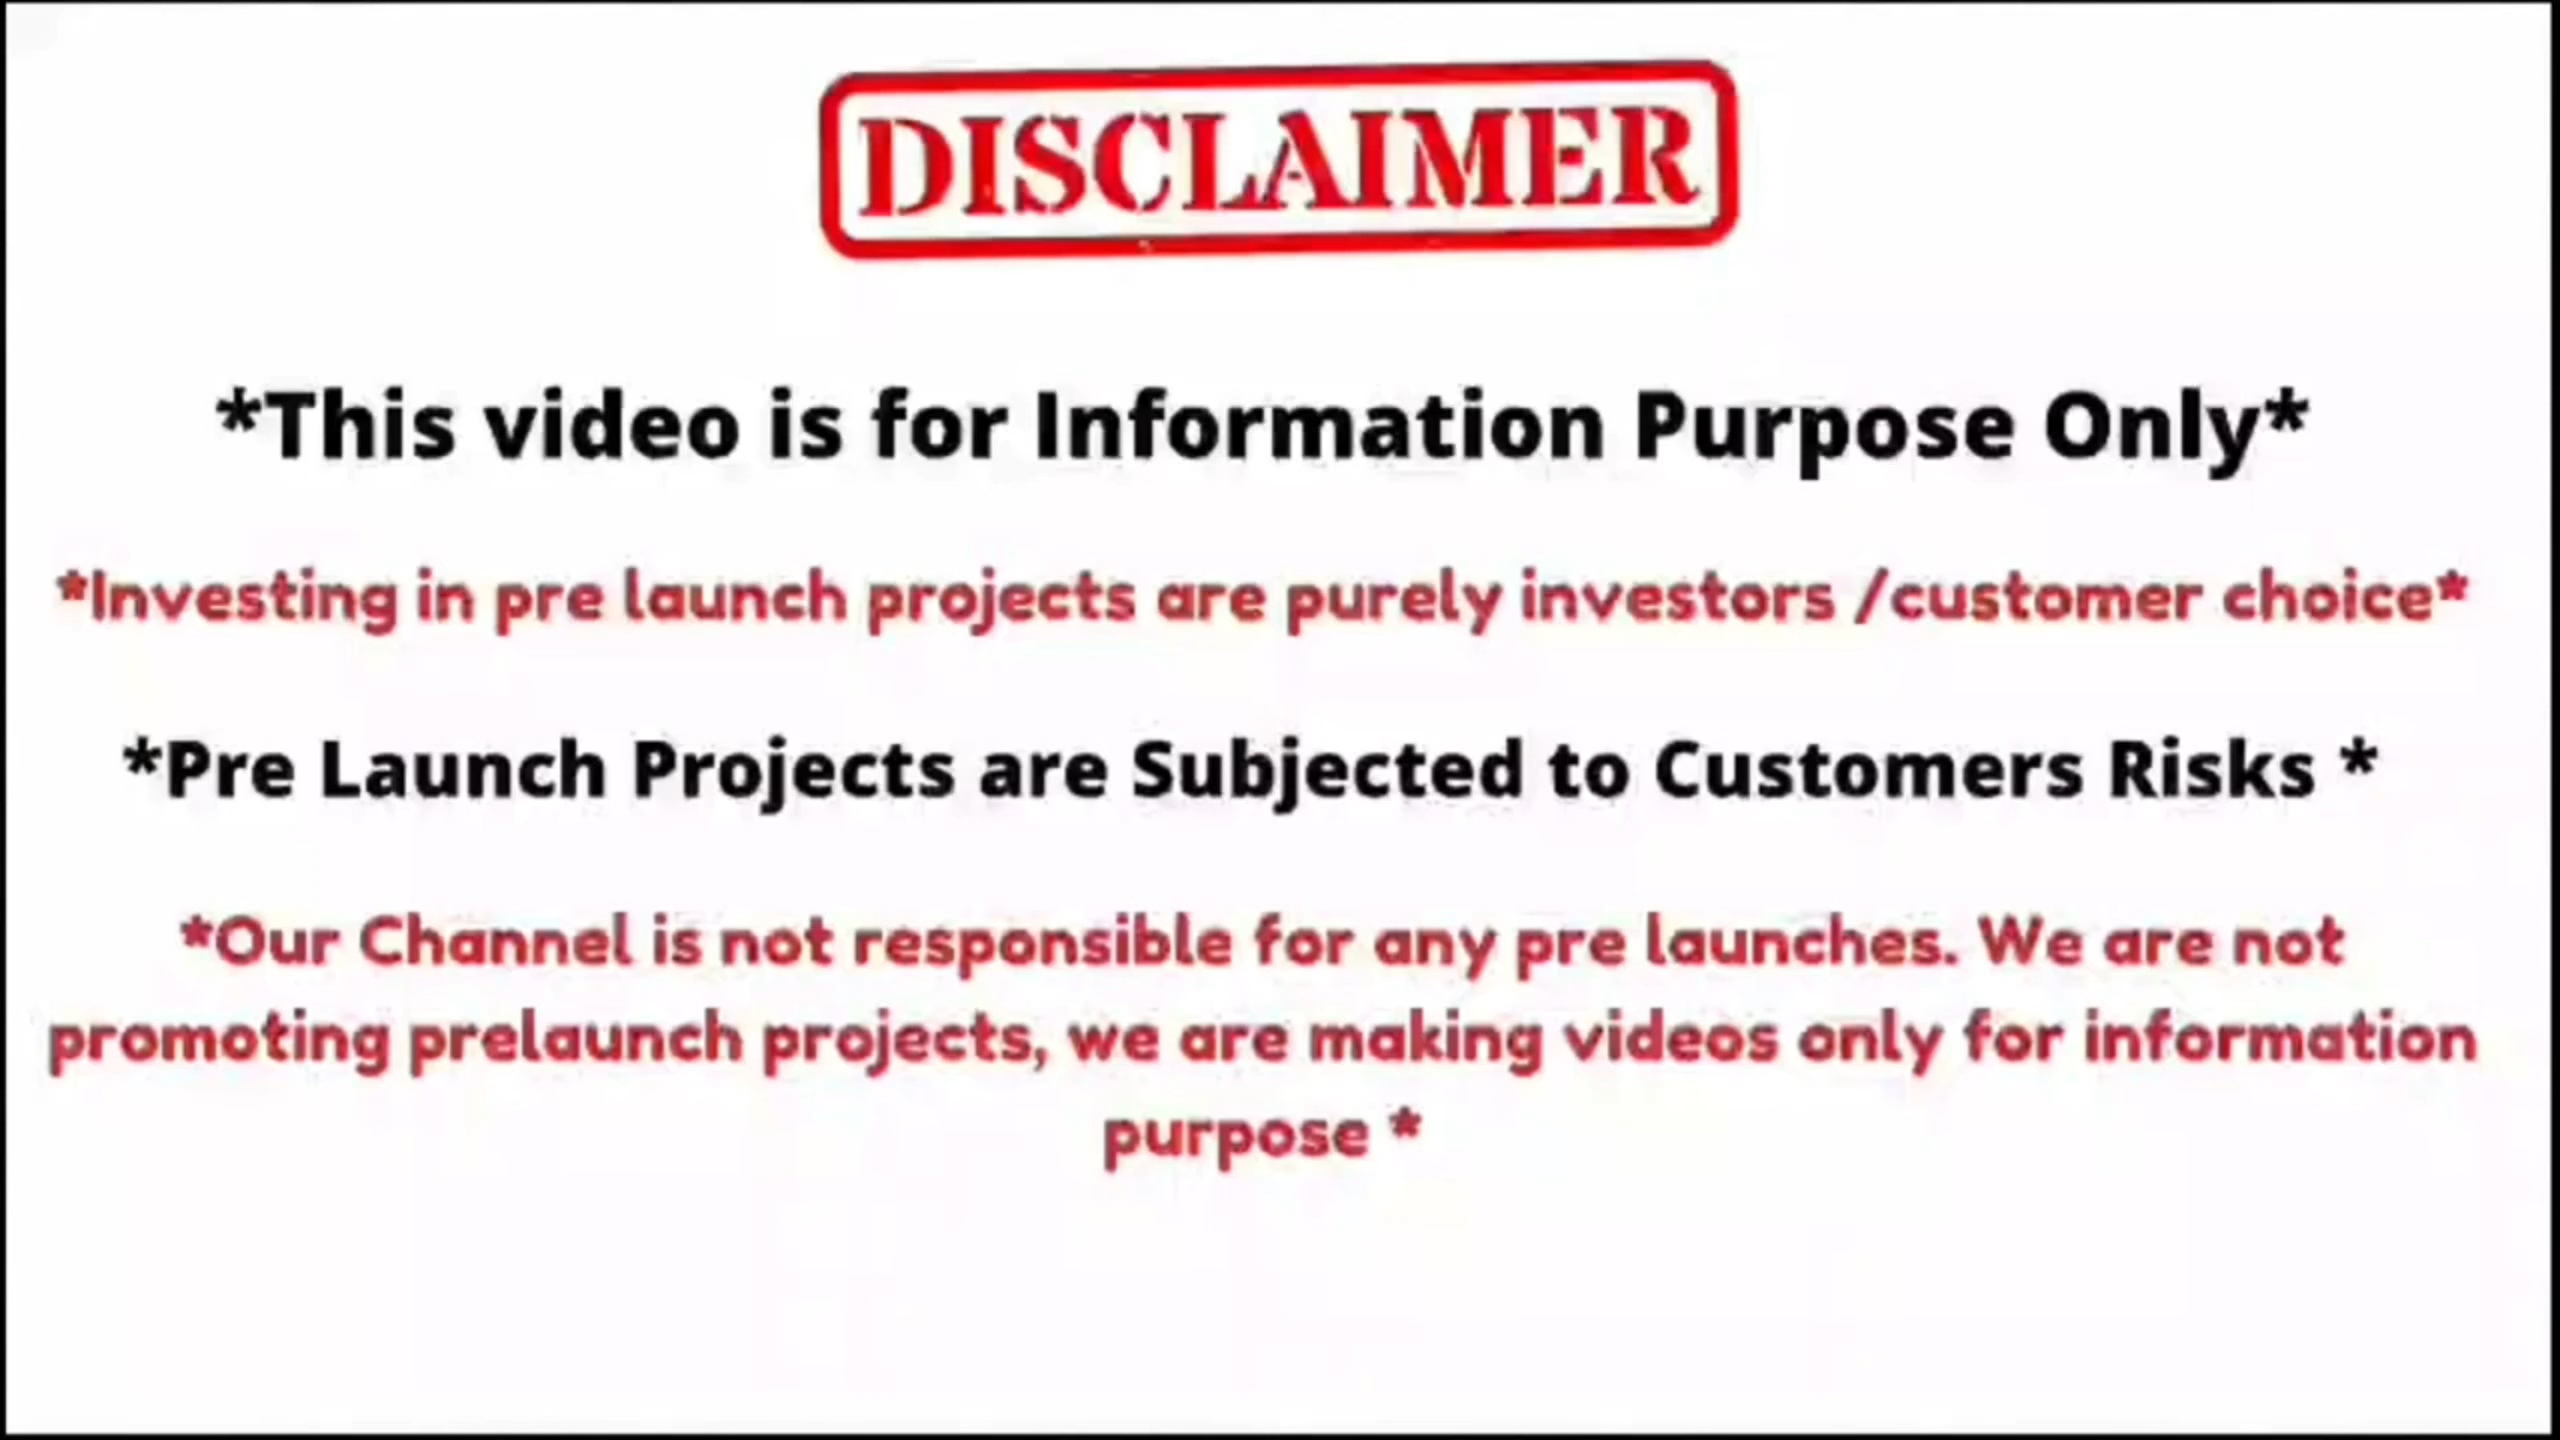 DISCLAIMER
*This video is for Information Purpose Only*
*Investing in pre launch projects are purely investors /customer choice*
*Pre Launch Projects are Subjected to Customers Risks *
*Our Channel is not responsible for any pre launches. We are not
promoting prelaunch projects, we are making videos only for information
purpose *